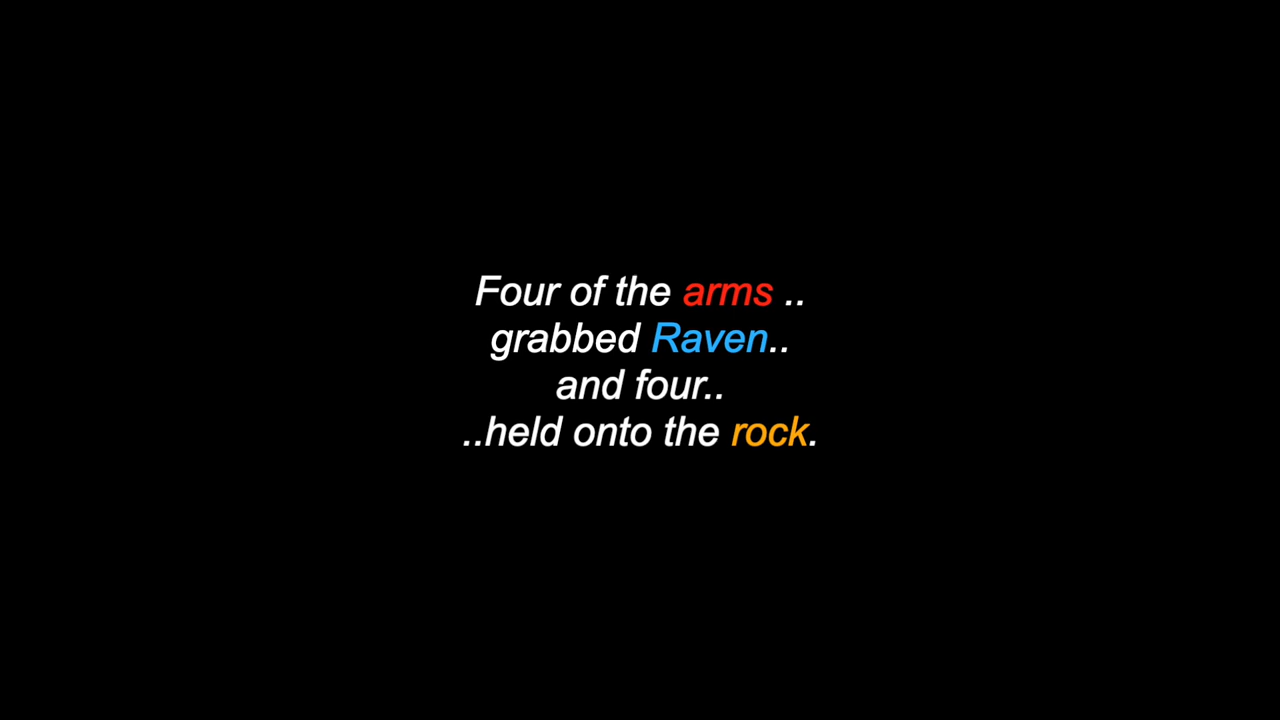 Four of the arms ..
grabbed Raven..
and four..
..held onto the rock.